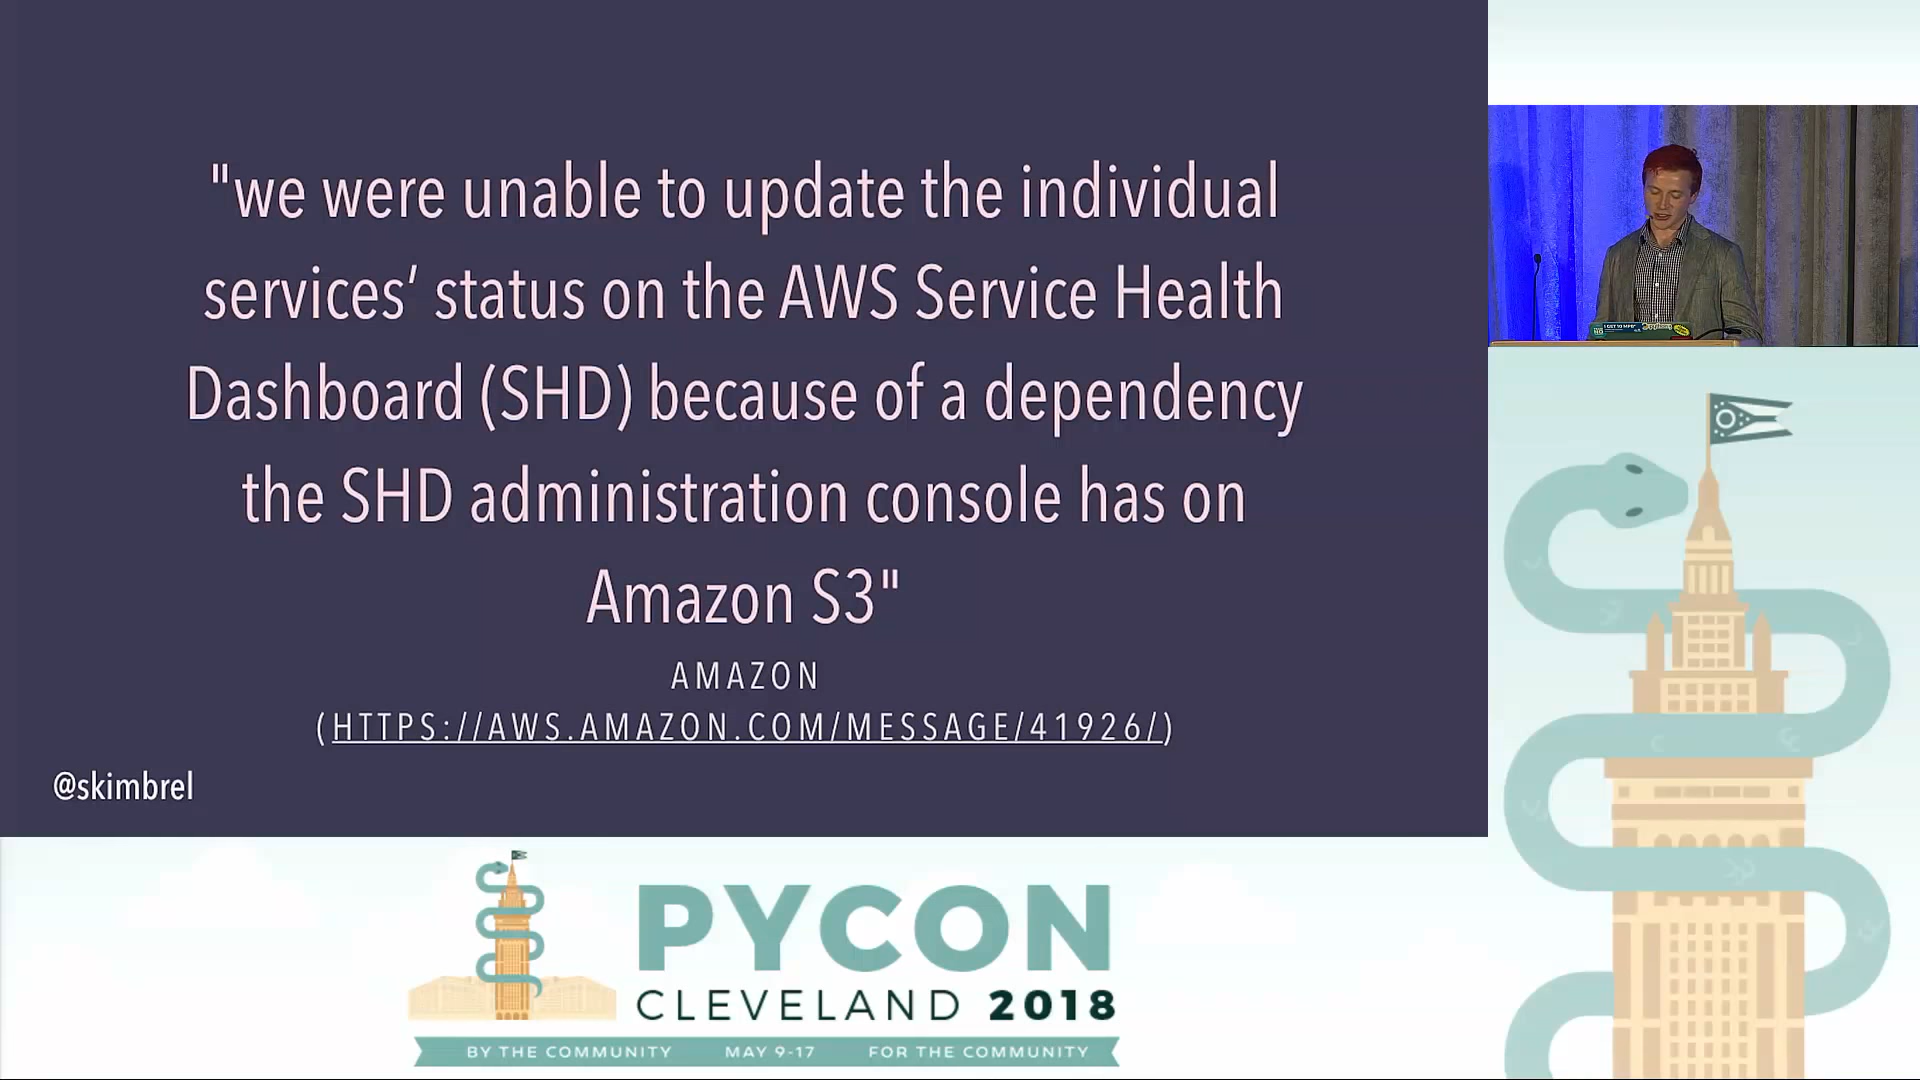 "we were unable to update the individual
services’ status on the AWS Service Health
Dashboard (SHD) because of a dependency
the SHD administration console has on
Amazon S3"
AMAZON
(HTTPS://AWS.AMAZON.COM/MESSAGE/41926/)
@skimbrel
PYCON
CLEVELAND 2018
BY THE COMMUNITY MAY 9-17 FOR THE COMMUNITY